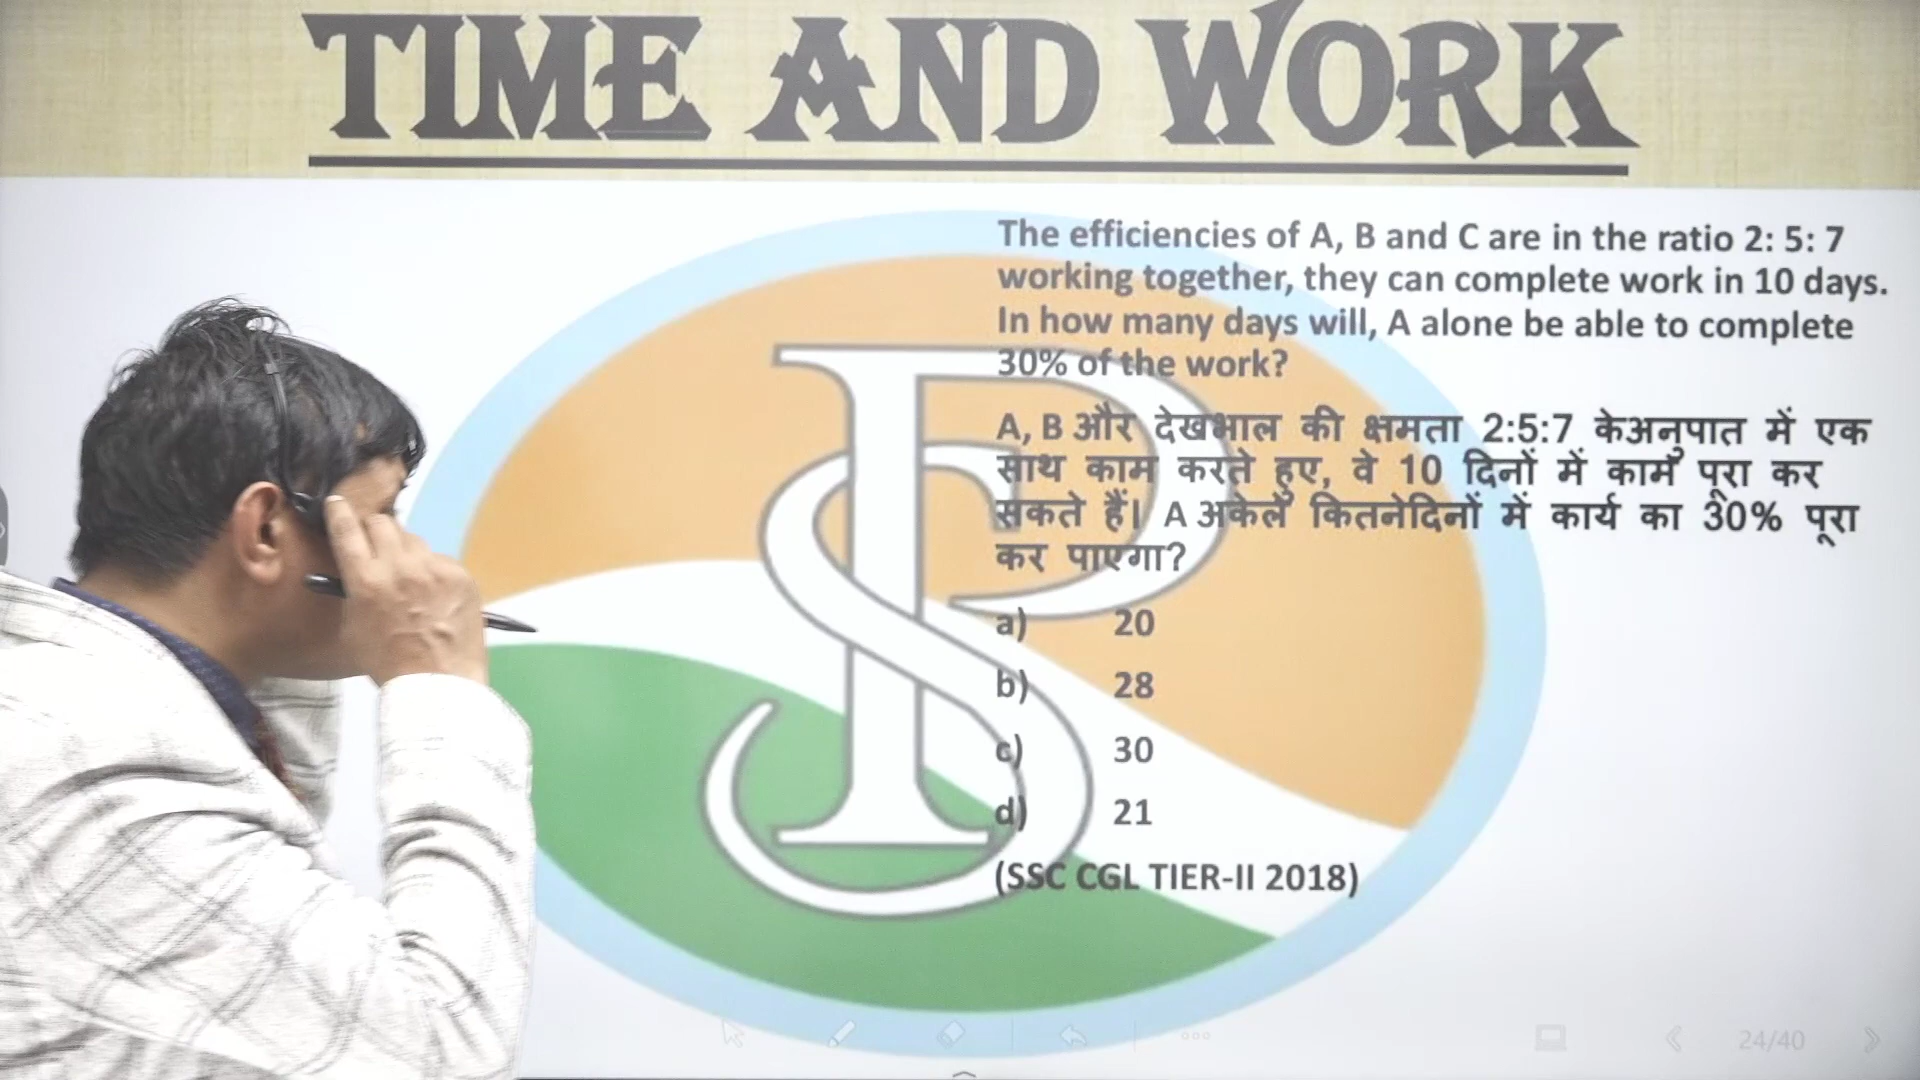 TIME AND WORK
The efficiencies of A, B and C are in the ratio 2: 5: 7
working together, they can complete work in 10 days.
In how many days will, A alone be able to complete
30% of the work?
A, B और देखभाल की क्षमता 2:5:7 केअनुपात में एक
साथ काम करते हुए, वे 10 दिनों में काम पूरा कर
सकते हैं। A अकेले कितनेदिनों में कार्य का 30% पूरा
कर पाएगा?
a) 20
b) 28
c) 30
d) 21
(SSC CGL TIER-II 2018)
24/40